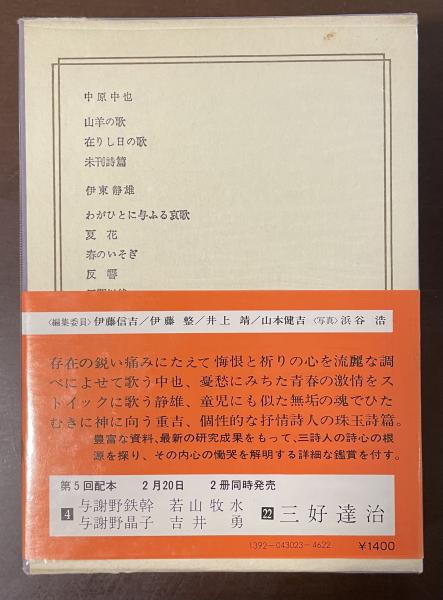 中原中也
山羊の歌
在りし日の歌
未刊詩篇
伊東静雄
わがひとに与ふる哀歌
夏花
春のいそぎ
反響
〈編集委員〉伊藤信吉／伊藤 整／井上 靖／山本健吉〈写真〉浜谷 浩
存在の鋭い痛みにたえて悔恨と祈りの心を流麗な調
べによせて歌う中也、憂愁にみちた青春の激情をス
トイックに歌う静雄、童児にも似た無垢の魂でひた
むきに神に向う重吉、個性的な抒情詩人の珠玉詩篇。
豊富な資料、最新の研究成果をもって、三詩人の詩心の根
源を探り、その内心の慟哭を解明する詳細な鑑賞を付す。
第5回配本 2月20日 2冊同時発売
4 与謝野鉄幹 若山牧水
与謝野晶子 吉井 勇
22 三好達治
1392-043023-4622 ¥1400